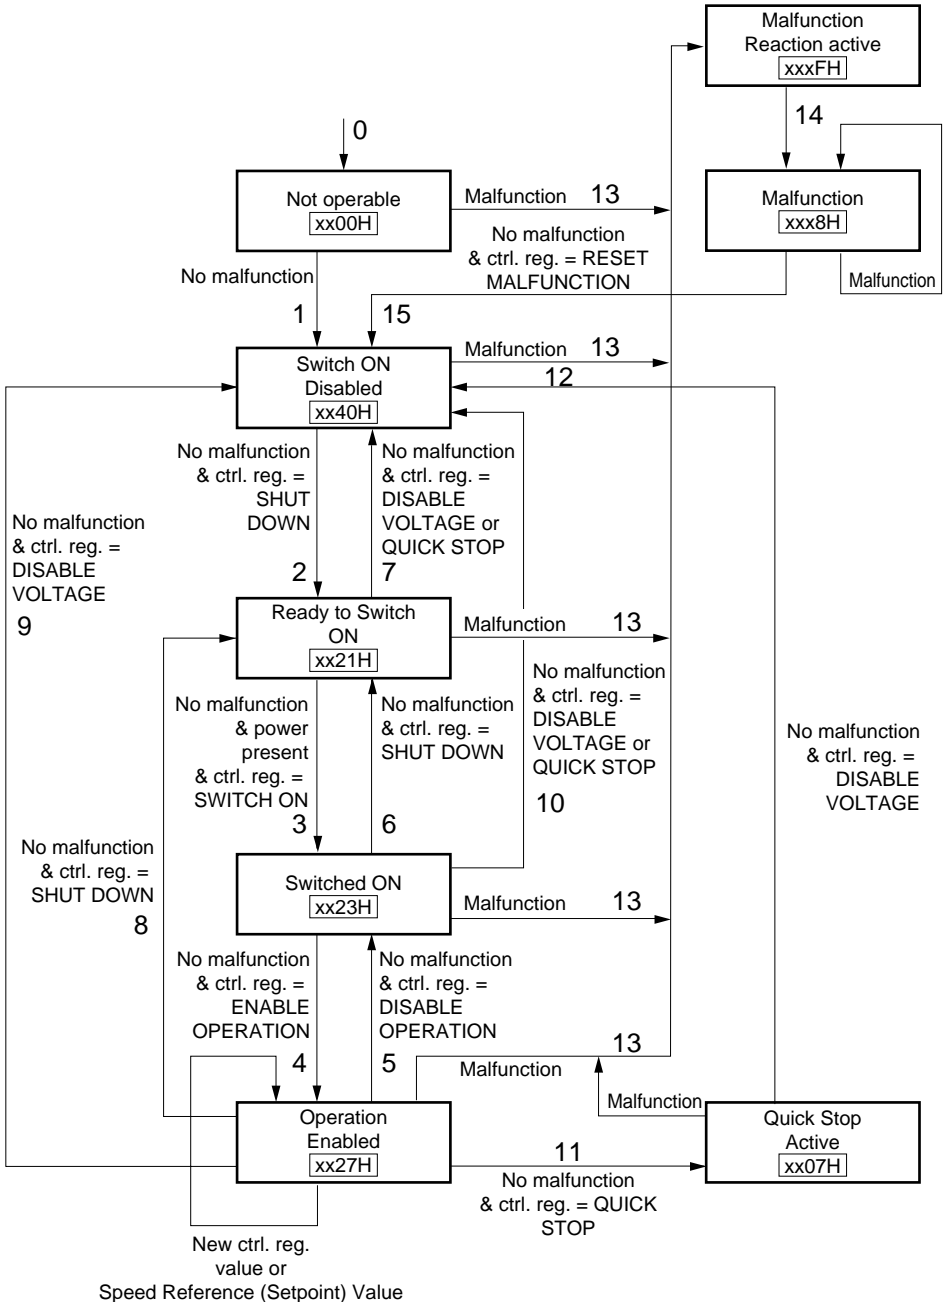 Malfunction
Reaction active
xxxFH
14
0
Not operable
xx00H
Malfunction 13
Malfunction
xxx8H
No malfunction
& ctrl. reg. = RESET
MALFUNCTION
Malfunction
No malfunction
1
15
Switch ON
Disabled
xx40H
Malfunction 13
12
No malfunction
& ctrl. reg. =
SHUT
DOWN
2
No malfunction
& ctrl. reg. =
DISABLE
VOLTAGE or
QUICK STOP
7
No malfunction
& ctrl. reg. =
DISABLE
VOLTAGE
9
Ready to Switch
ON
xx21H
Malfunction 13
No malfunction
& power
present
& ctrl. reg. =
SWITCH ON
3
No malfunction
& ctrl. reg. =
SHUT DOWN
6
No malfunction
& ctrl. reg. =
DISABLE
VOLTAGE or
QUICK STOP
10
No malfunction
& ctrl. reg. =
DISABLE
VOLTAGE
No malfunction
& ctrl. reg. =
SHUT DOWN
8
Switched ON
xx23H
Malfunction 13
No malfunction
& ctrl. reg. =
ENABLE
OPERATION
4
No malfunction
& ctrl. reg. =
DISABLE
OPERATION
5
13
Malfunction
Malfunction
Operation
Enabled
xx27H
11
No malfunction
& ctrl. reg. = QUICK
STOP
Quick Stop
Active
xx07H
New ctrl. reg.
value or
Speed Reference (Setpoint) Value